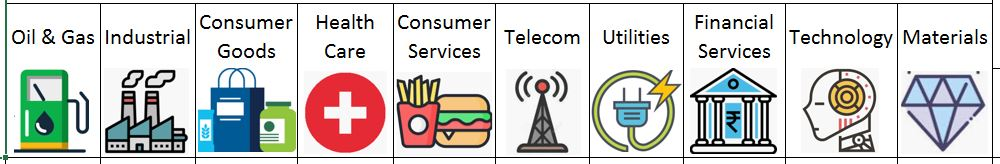 Oil & Gas
Industrial
Consumer
Goods
Health
Care
Consumer
Services
Telecom
Utilities
Financial
Services
Technology
Materials
₹